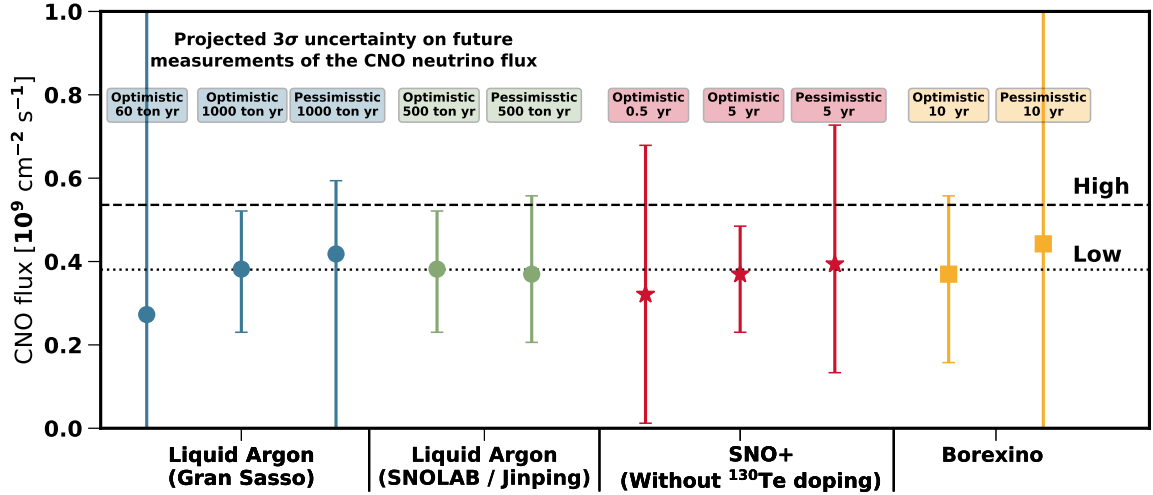 Projected 3σ uncertainty on future
measurements of the CNO neutrino flux
CNO flux [10⁹ cm⁻² s⁻¹]
1.0
0.8
0.6
0.4
0.2
0.0
Optimistic
60 ton yr
Optimistic
1000 ton yr
Pessimisstic
1000 ton yr
Optimistic
500 ton yr
Pessimisstic
500 ton yr
Optimistic
0.5 yr
Optimistic
5 yr
Pessimisstic
5 yr
Optimistic
10 yr
Pessimisstic
10 yr
High
Low
Liquid Argon
(Gran Sasso)
Liquid Argon
(SNOLAB / Jinping)
SNO+
(Without ¹³⁰Te doping)
Borexino